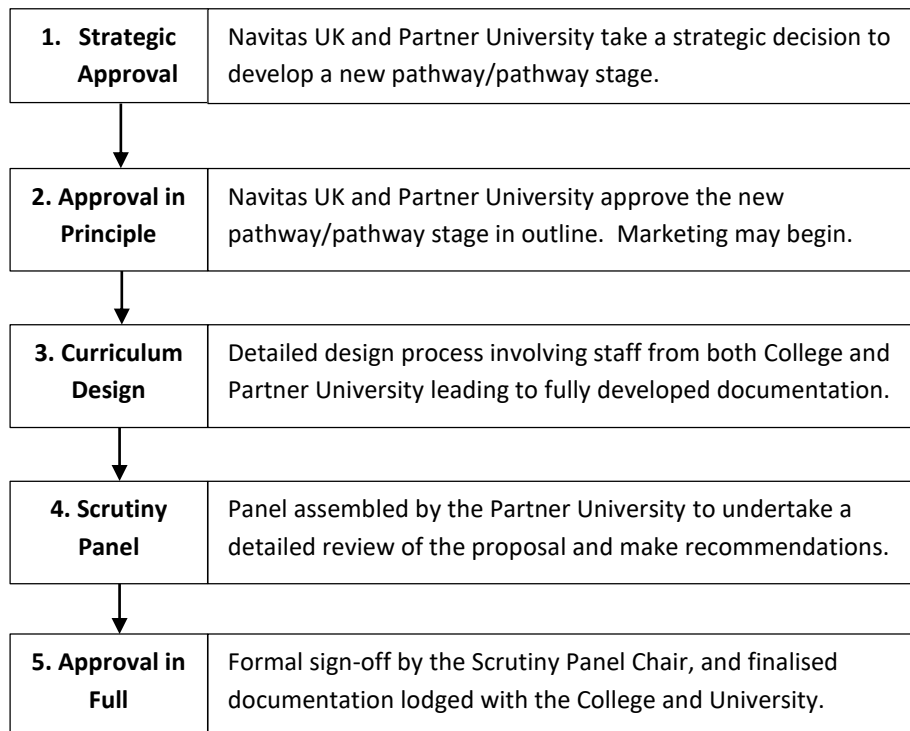 1. Strategic
Approval
Navitas UK and Partner University take a strategic decision to
develop a new pathway/pathway stage.
2. Approval in
Principle
Navitas UK and Partner University approve the new
pathway/pathway stage in outline.  Marketing may begin.
3. Curriculum
Design
Detailed design process involving staff from both College and
Partner University leading to fully developed documentation.
4. Scrutiny
Panel
Panel assembled by the Partner University to undertake a
detailed review of the proposal and make recommendations.
5. Approval in
Full
Formal sign-off by the Scrutiny Panel Chair, and finalised
documentation lodged with the College and University.